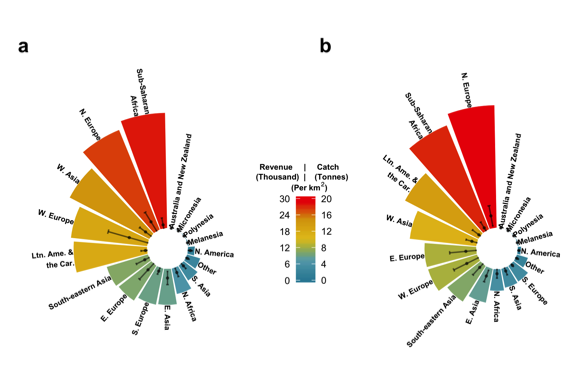 a
b
Sub-Saharan
Africa
N. Europe
W. Asia
W. Europe
Ltn. Ame. &
the Car.
South-eastern Asia
E. Europe
S. Europe
E. Asia
N. Africa
S. Asia
Other
N. America
Melanesia
Polynesia
Micronesia
Australia and New Zealand
Revenue | Catch
(Thousand) | (Tonnes)
(Per km2)
30 20
24 16
18 12
12 8
6 4
0 0
N. Europe
Sub-Saharan
Africa
Ltn. Ame. &
the Car.
W. Asia
E. Europe
W. Europe
South-eastern Asia
E. Asia
N. Africa
S. Asia
S. Europe
Other
N. America
Melanesia
Polynesia
Micronesia
Australia and New Zealand